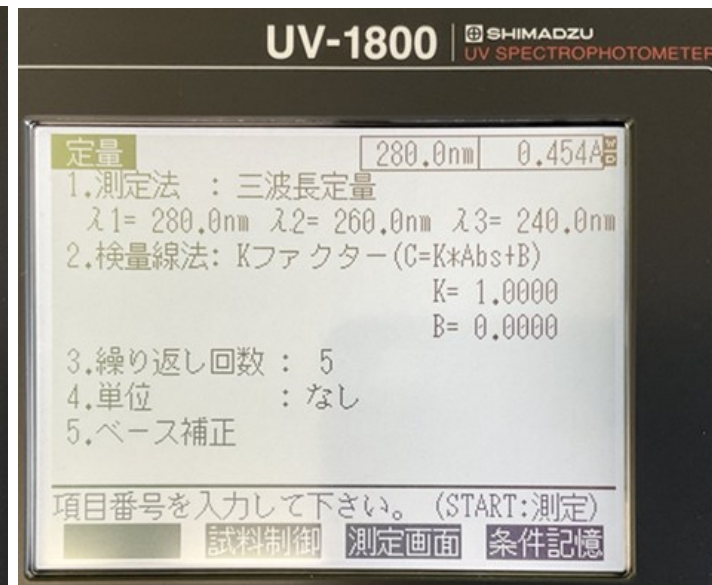 UV-1800 SHIMADZU
UV SPECTROPHOTOMETER
定量 280.0nm 0.454A WD
1.測定法 : 三波長定量
λ1= 280.0nm λ2= 260.0nm λ3= 240.0nm
2.検量線法: Kファクター(C=K*Abs+B)
K= 1.0000
B= 0.0000
3.繰り返し回数 : 5
4.単位 : なし
5.ベース補正
項目番号を入力して下さい。 (START:測定)
試料制御 測定画面 条件記憶